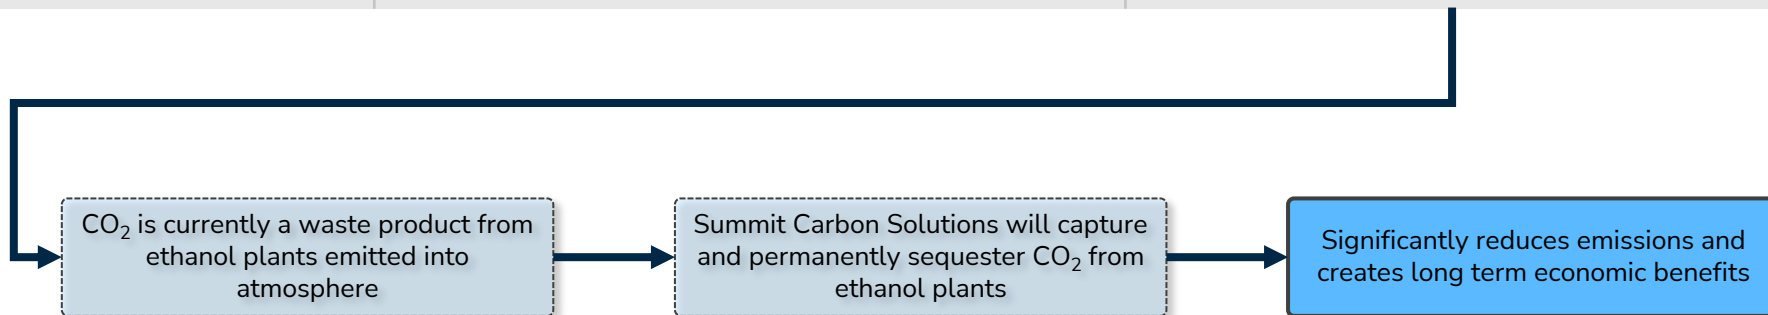 CO₂ is currently a waste product from
ethanol plants emitted into
atmosphere
Summit Carbon Solutions will capture
and permanently sequester CO₂ from
ethanol plants
Significantly reduces emissions and
creates long term economic benefits